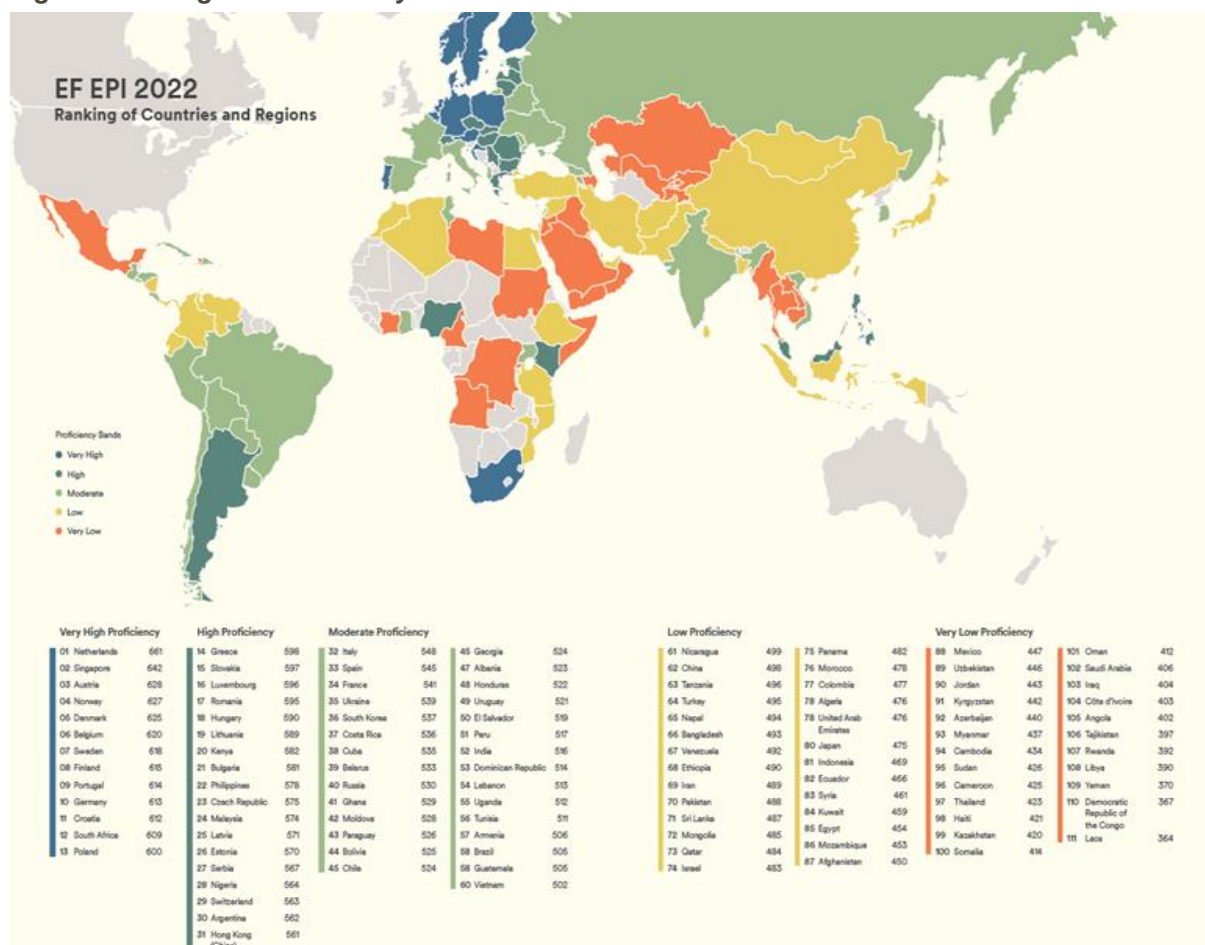 EF EPI 2022
Ranking of Countries and Regions
Proficiency Bands
Very High
High
Moderate
Low
Very Low
Very High Proficiency
01 Netherlands 661
02 Singapore 642
03 Austria 628
04 Norway 627
05 Denmark 625
06 Belgium 620
07 Sweden 618
08 Finland 615
09 Portugal 614
10 Germany 613
11 Croatia 612
12 South Africa 609
13 Poland 600
High Proficiency
14 Greece 598
15 Slovakia 597
16 Luxembourg 596
17 Romania 595
18 Hungary 590
19 Lithuania 589
20 Kenya 582
21 Bulgaria 581
22 Philippines 578
23 Czech Republic 575
24 Malaysia 574
25 Latvia 571
26 Estonia 570
27 Serbia 567
28 Nigeria 564
29 Switzerland 563
30 Argentina 562
31 Hong Kong 561
Moderate Proficiency
32 Italy 548
33 Spain 545
34 France 541
35 Ukraine 539
36 South Korea 537
37 Costa Rica 536
38 Cuba 535
39 Belarus 533
40 Russia 530
41 Ghana 529
42 Moldova 528
43 Paraguay 526
44 Bolivia 525
45 Chile 524
45 Georgia 524
47 Albania 523
48 Honduras 522
49 Uruguay 521
50 El Salvador 519
51 Peru 517
52 India 516
53 Dominican Republic 514
54 Lebanon 513
55 Uganda 512
56 Tunisia 511
57 Armenia 506
58 Brazil 505
58 Guatemala 505
60 Vietnam 502
Low Proficiency
61 Nicaragua 499
62 China 498
63 Tanzania 496
64 Turkey 495
65 Nepal 494
66 Bangladesh 493
67 Venezuela 492
68 Ethiopia 490
69 Iran 489
70 Pakistan 488
71 Sri Lanka 487
72 Mongolia 485
73 Qatar 484
74 Israel 483
75 Panama 482
76 Morocco 478
77 Colombia 477
78 Algeria 476
78 United Arab 476
Emirates
80 Japan 475
81 Indonesia 469
82 Ecuador 466
83 Syria 461
84 Kuwait 459
85 Egypt 454
86 Mozambique 453
87 Afghanistan 450
Very Low Proficiency
88 Mexico 447
89 Uzbekistan 446
90 Jordan 443
91 Kyrgyzstan 442
92 Azerbaijan 440
93 Myanmar 437
94 Cambodia 434
95 Sudan 426
96 Cameroon 425
97 Thailand 423
98 Haiti 421
99 Kazakhstan 420
100 Somalia 414
101 Oman 412
102 Saudi Arabia 406
103 Iraq 404
104 Côte d'Ivoire 403
105 Angola 402
106 Tajikistan 397
107 Rwanda 392
108 Libya 390
109 Yemen 370
110 Democratic 367
Republic of
the Congo
111 Laos 364